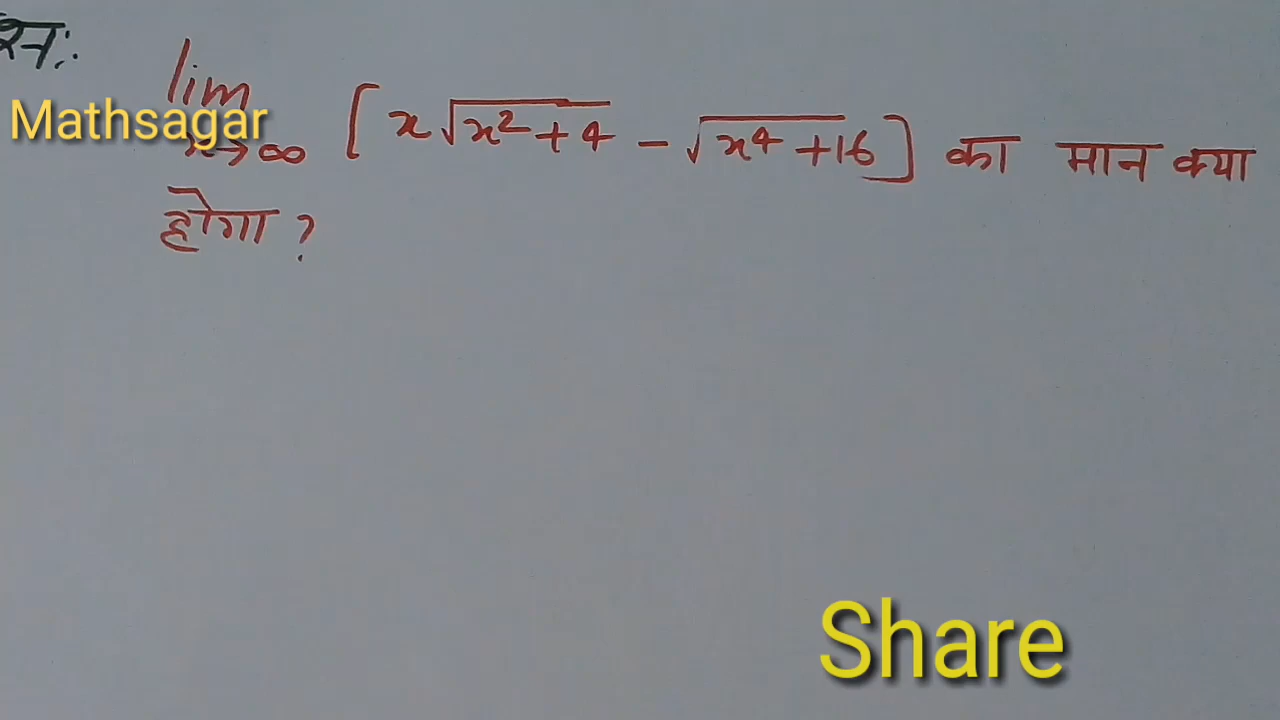 lim
Mathsagar
x→∞ [x√x²+4 - √x⁴+16] का मान क्या
होगा ?
Share